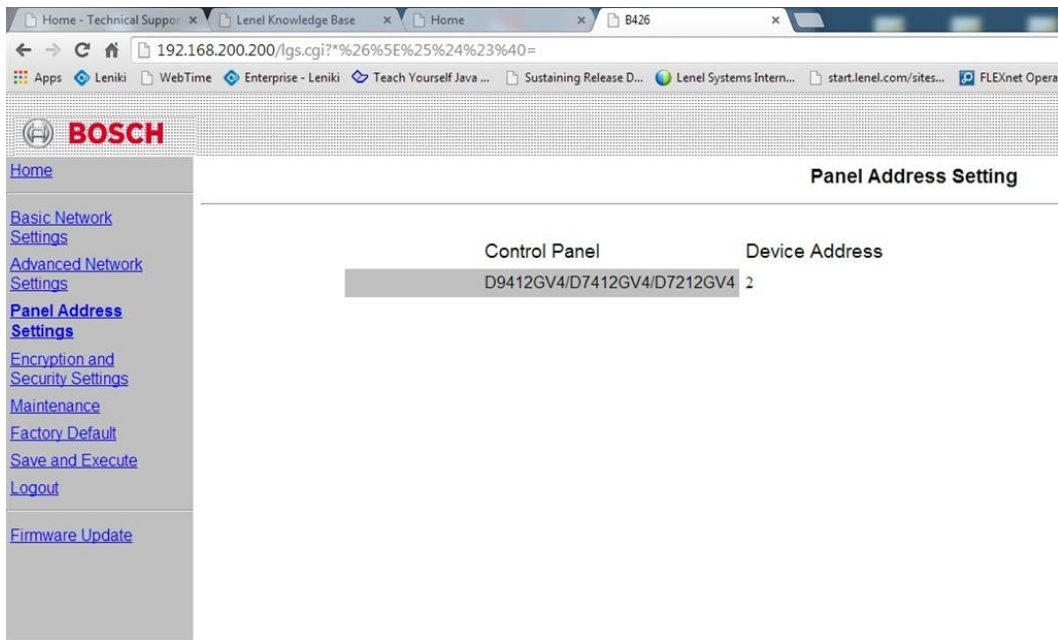 Home - Technical Suppor
Lenel Knowledge Base
Home
B426
192.168.200.200/lgs.cgi?*%26%5E%25%24%23%40=
Apps Leniki WebTime Enterprise - Leniki Teach Yourself Java ... Sustaining Release D... Lenel Systems Intern... start.lenel.com/sites... FLEXnet Opera
BOSCH
Home
Basic Network
Settings
Advanced Network
Settings
Panel Address
Settings
Encryption and
Security Settings
Maintenance
Factory Default
Save and Execute
Logout
Firmware Update
Panel Address Setting
Control Panel Device Address
D9412GV4/D7412GV4/D7212GV4 2